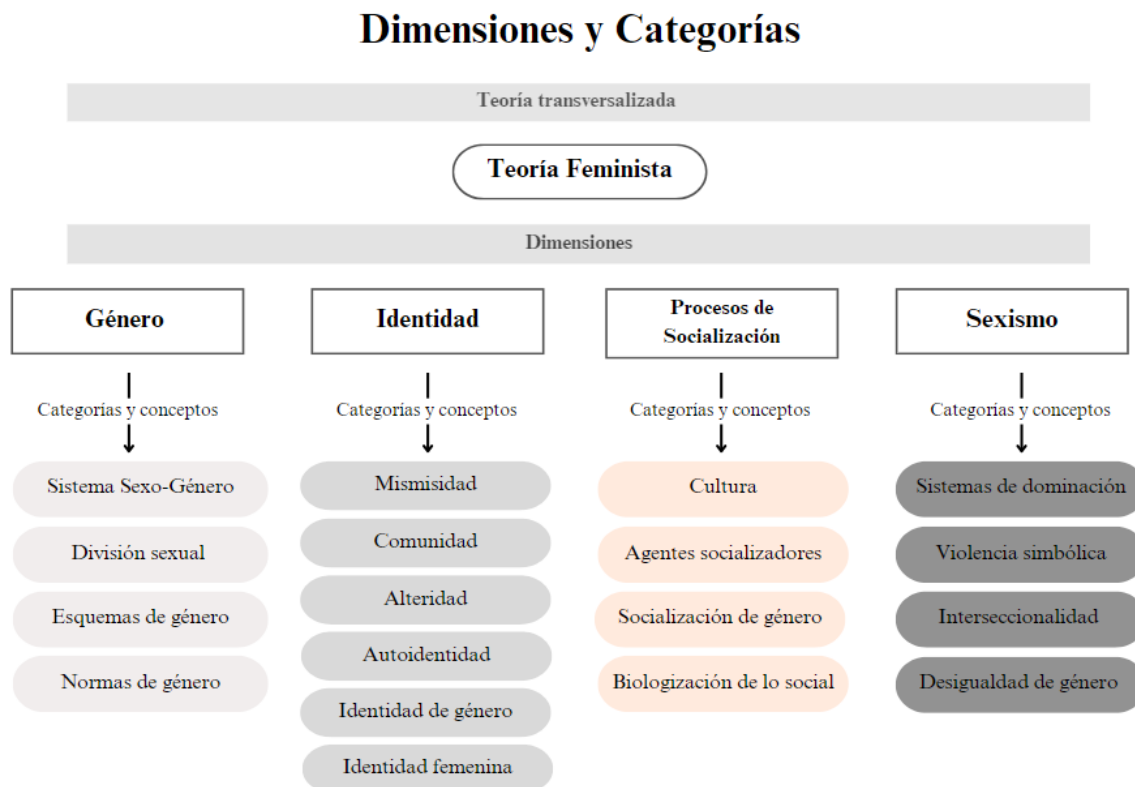 Dimensiones y Categorías
Teoría transversalizada
Teoría Feminista
Dimensiones
Género
Categorías y conceptos
Sistema Sexo-Género
División sexual
Esquemas de género
Normas de género
Identidad
Categorías y conceptos
Mismisidad
Comunidad
Alteridad
Autoidentidad
Identidad de género
Identidad femenina
Procesos de
Socialización
Categorías y conceptos
Cultura
Agentes socializadores
Socialización de género
Biologización de lo social
Sexismo
Categorías y conceptos
Sistemas de dominación
Violencia simbólica
Interseccionalidad
Desigualdad de género